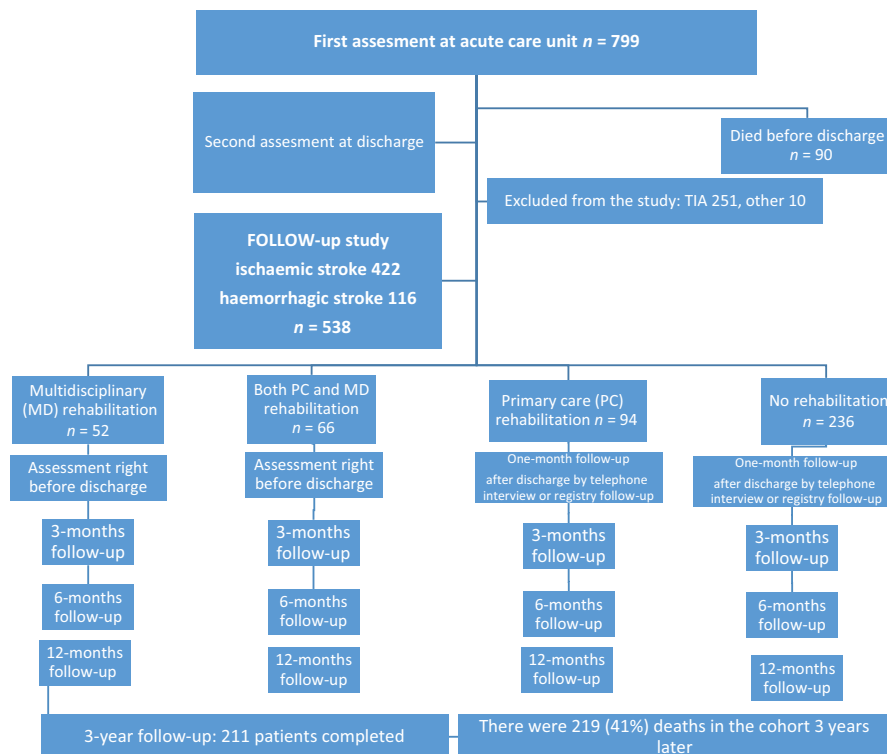 First assesment at acute care unit n = 799
Second assesment at discharge
Died before discharge
n = 90
Excluded from the study: TIA 251, other 10
FOLLOW-up study
ischaemic stroke 422
haemorrhagic stroke 116
n = 538
Multidisciplinary
(MD) rehabilitation
n = 52
Both PC and MD
rehabilitation
n = 66
Primary care (PC)
rehabilitation n = 94
No rehabilitation
n = 236
Assessment right
before discharge
Assessment right
before discharge
One-month follow-up
after discharge by telephone
interview or registry follow-up
One-month follow-up
after discharge by telephone
interview or registry follow-up
3-months
follow-up
3-months
follow-up
3-months
follow-up
3-months
follow-up
6-months
follow-up
6-months
follow-up
6-months
follow-up
6-months
follow-up
12-months
follow-up
12-months
follow-up
12-months
follow-up
12-months
follow-up
3-year follow-up: 211 patients completed
There were 219 (41%) deaths in the cohort 3 years
later